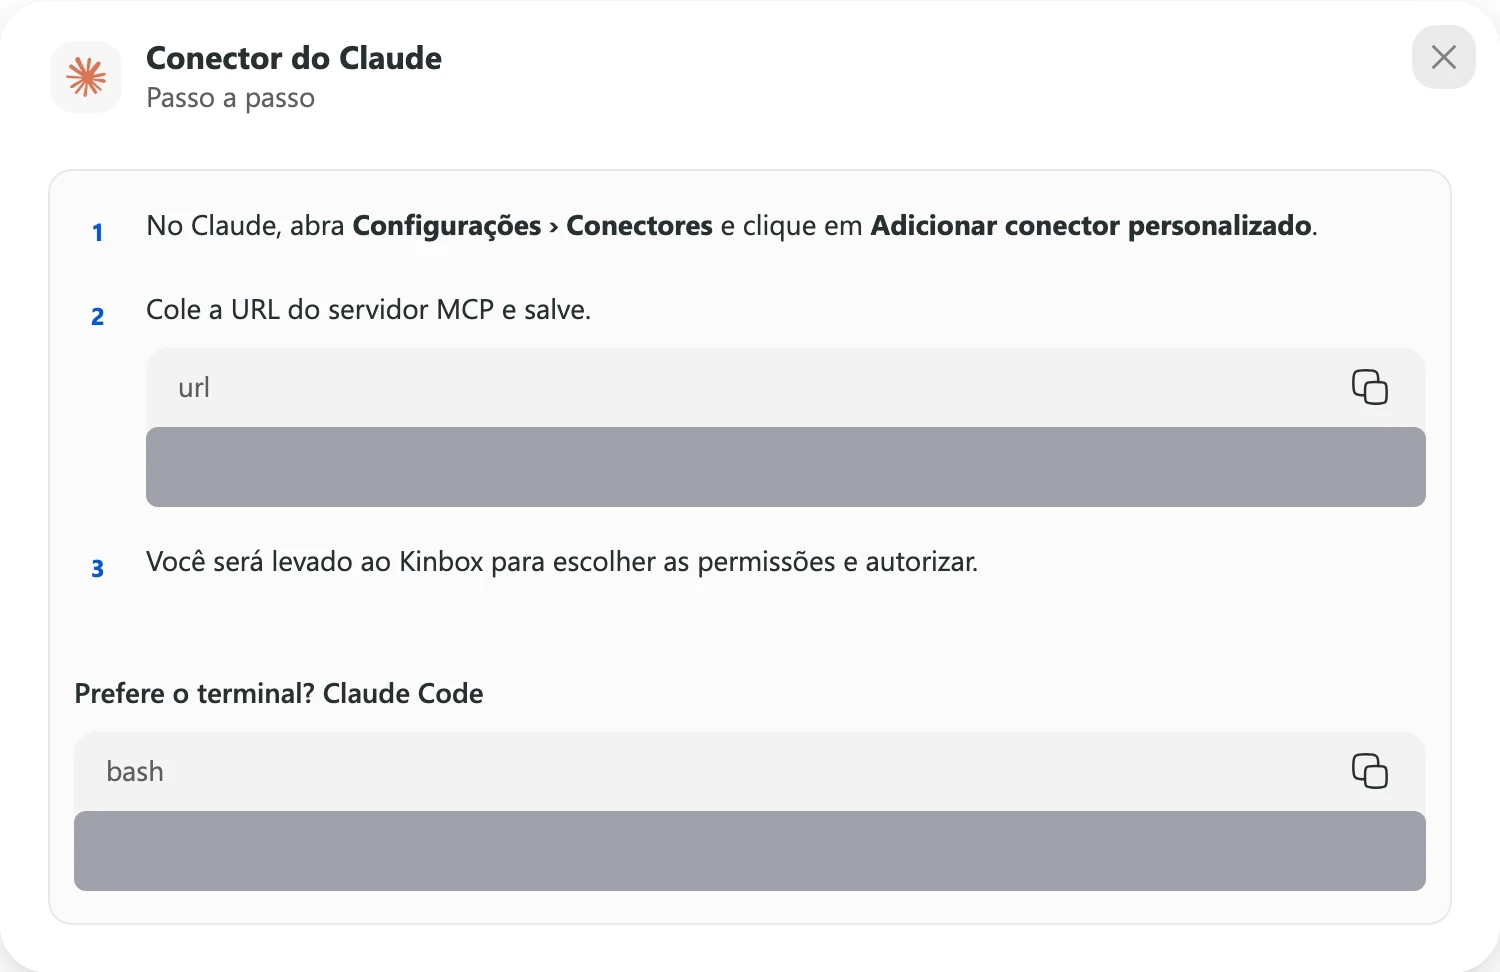 Conector do Claude
Passo a passo
1 No Claude, abra Configurações › Conectores e clique em Adicionar conector personalizado.
2 Cole a URL do servidor MCP e salve.
url
3 Você será levado ao Kinbox para escolher as permissões e autorizar.
Prefere o terminal? Claude Code
bash